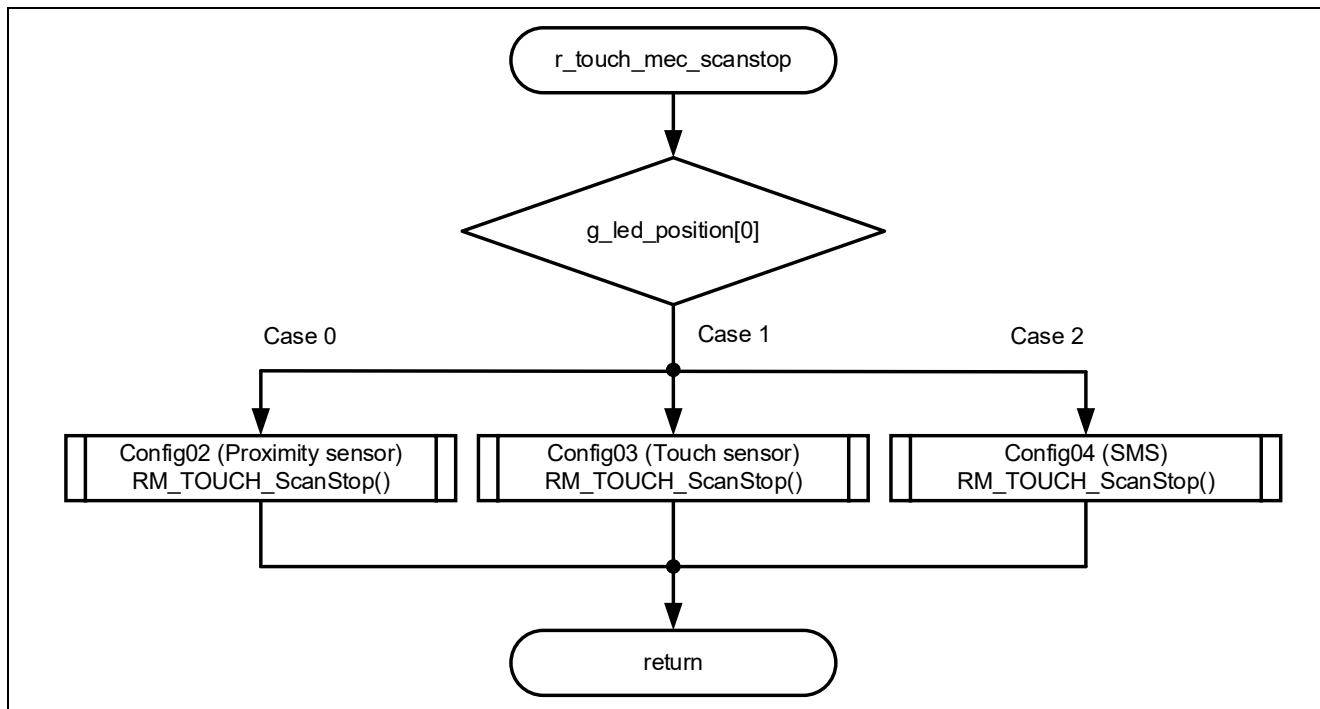 r_touch_mec_scanstop
g_led_position[0]
Case 0
Case 1
Case 2
Config02 (Proximity sensor)
RM_TOUCH_ScanStop()
Config03 (Touch sensor)
RM_TOUCH_ScanStop()
Config04 (SMS)
RM_TOUCH_ScanStop()
return